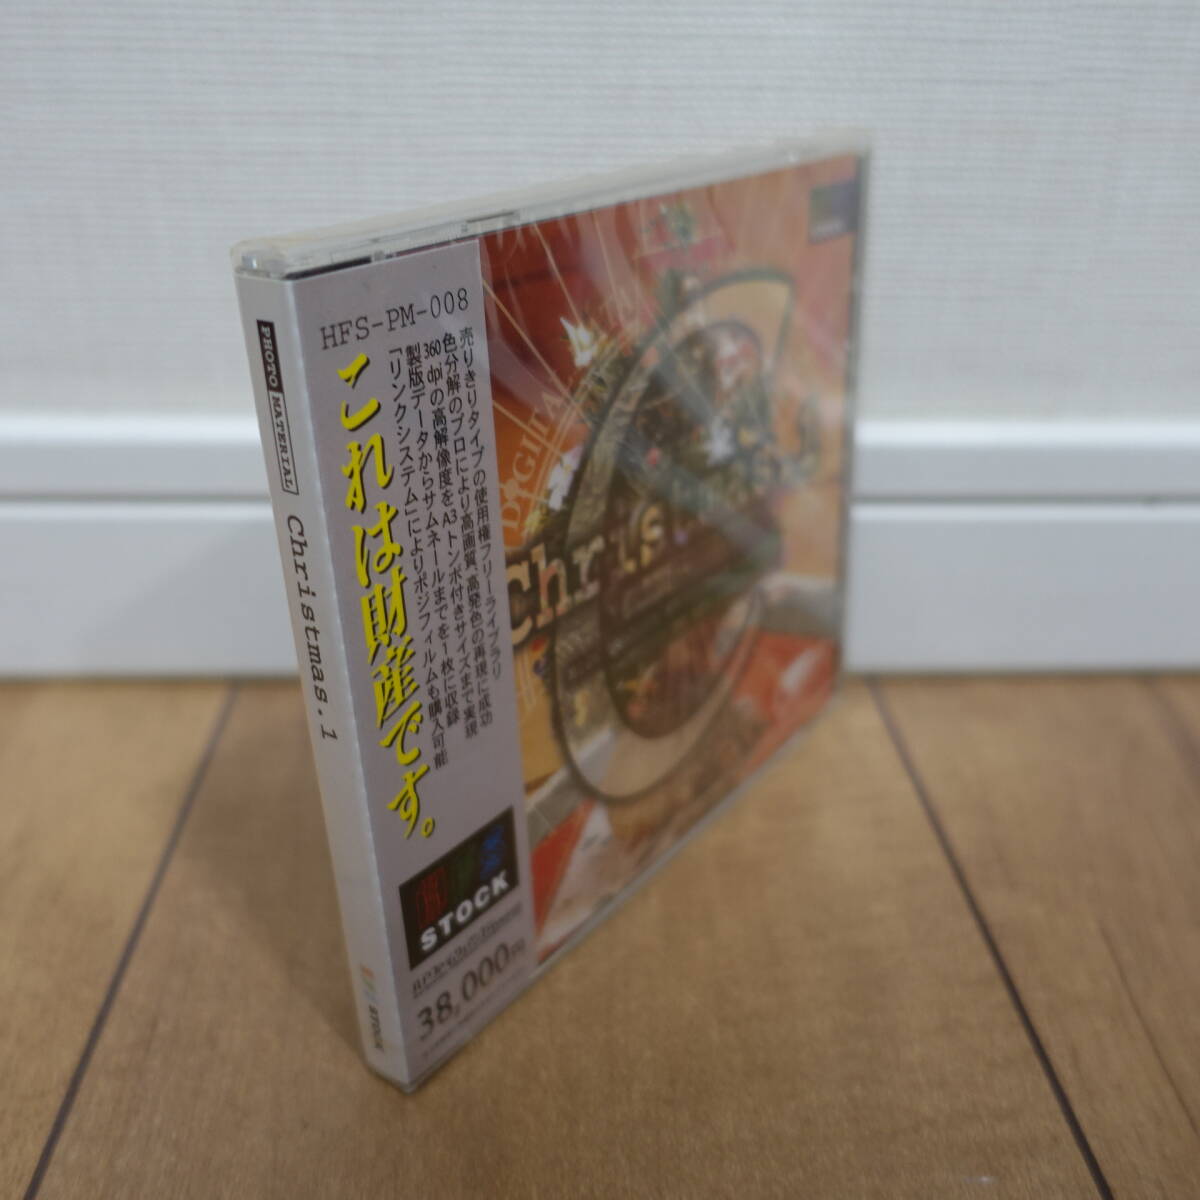 PHOTO MATERIAL
Christmas.1
STOCK
HFS-PM-008
これは財産です。
売りきりタイプの使用権フリーライブラリ
色分解のプロにより高画質、高発色の再現に成功
360dpiの高解像度をA3トンボ付きサイズまで実現
製版データからサムネールまでを1枚に収録
「リンクシステム」によりポジフィルムも購入可能
STOCK
38,000円
DIGITAL
Christmas.1